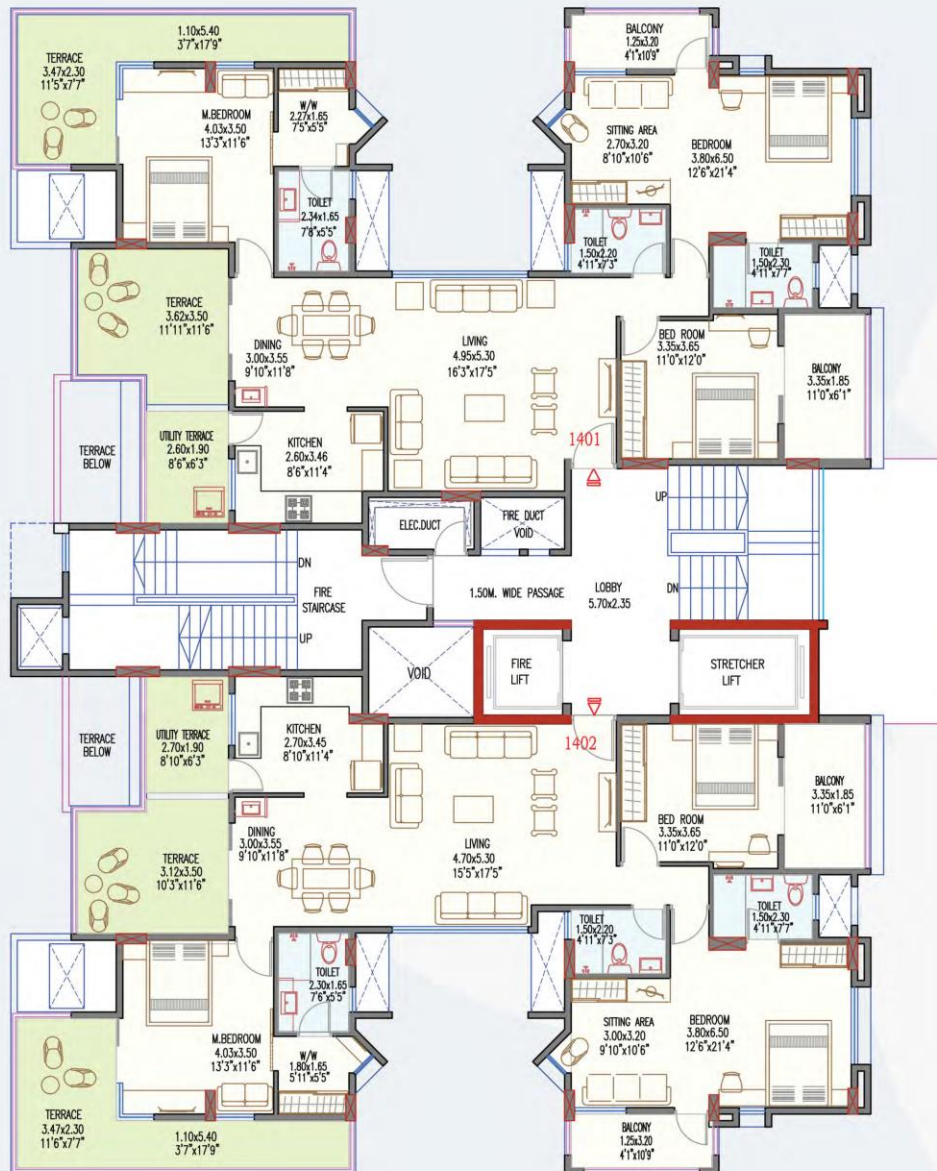 1.10x5.40
3'7"x17'9"
TERRACE
3.47x2.30
11'5"x7'7"
M.BEDROOM
4.03x3.50
13'3"x11'6"
W/W
2.27x1.65
7'5"x5'5"
BALCONY
1.25x3.20
4'1"x10'9"
SITTING AREA
2.70x3.20
8'10"x10'6"
BEDROOM
3.80x6.50
12'6"x21'4"
TOILET
2.34x1.65
7'8"x5'5"
TOILET
1.50x2.20
4'11"x7'3"
TOILET
1.50x2.30
4'11"x7'7"
TERRACE
3.62x3.50
11'11"x11'6"
DINING
3.00x3.55
9'10"x11'8"
LIVING
4.95x5.30
16'3"x17'5"
BED ROOM
3.35x3.65
11'0"x12'0"
BALCONY
3.35x1.85
11'0"x6'1"
TERRACE
BELOW
UTILITY TERRACE
2.60x1.90
8'6"x6'3"
KITCHEN
2.60x3.46
8'6"x11'4"
1401
ELEC.DUCT
FIRE DUCT
VOID
UP
DN
FIRE
STAIRCASE
UP
1.50M. WIDE PASSAGE
LOBBY
5.70x2.35
DN
VOID
FIRE
LIFT
STRETCHER
LIFT
1402
TERRACE
BELOW
UTILITY TERRACE
2.70x1.90
8'10"x6'3"
KITCHEN
2.70x3.45
8'10"x11'4"
BALCONY
3.35x1.85
11'0"x6'1"
BED ROOM
3.35x3.65
11'0"x12'0"
DINING
3.00x3.55
9'10"x11'8"
LIVING
4.70x5.30
15'5"x17'5"
TERRACE
3.12x3.50
10'3"x11'6"
TOILET
1.50x2.30
4'11"x7'7"
TOILET
1.50x2.20
4'11"x7'3"
TOILET
2.30x1.65
7'6"x5'5"
M.BEDROOM
4.03x3.50
13'3"x11'6"
W/W
1.80x1.65
5'11"x5'5"
SITTING AREA
3.00x3.20
9'10"x10'6"
BEDROOM
3.80x6.50
12'6"x21'4"
TERRACE
3.47x2.30
11'6"x7'7"
1.10x5.40
3'7"x17'9"
BALCONY
1.25x3.20
4'1"x10'9"